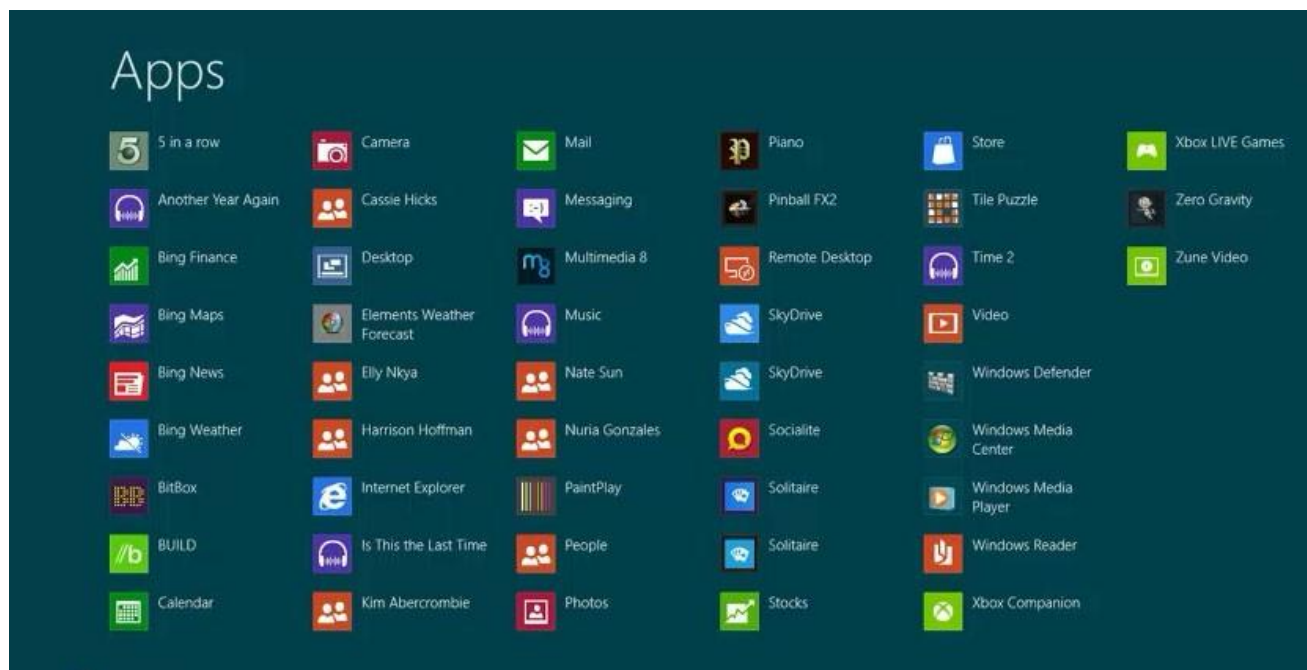 Apps
5 in a row
Another Year Again
Bing Finance
Bing Maps
Bing News
Bing Weather
BitBox
BUILD
Calendar
Camera
Cassie Hicks
Desktop
Elements Weather
Forecast
Elly Nkya
Harrison Hoffman
Internet Explorer
Is This the Last Time
Kim Abercrombie
Mail
Messaging
Multimedia 8
Music
Nate Sun
Nuria Gonzales
PaintPlay
People
Photos
Piano
Pinball FX2
Remote Desktop
SkyDrive
SkyDrive
Socialite
Solitaire
Solitaire
Stocks
Store
Tile Puzzle
Time 2
Video
Windows Defender
Windows Media
Center
Windows Media
Player
Windows Reader
Xbox Companion
Xbox LIVE Games
Zero Gravity
Zune Video